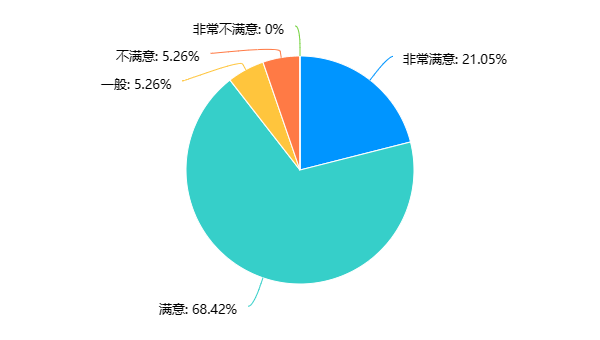 非常不满意: 0%
不满意: 5.26%
非常满意: 21.05%
一般: 5.26%
满意: 68.42%